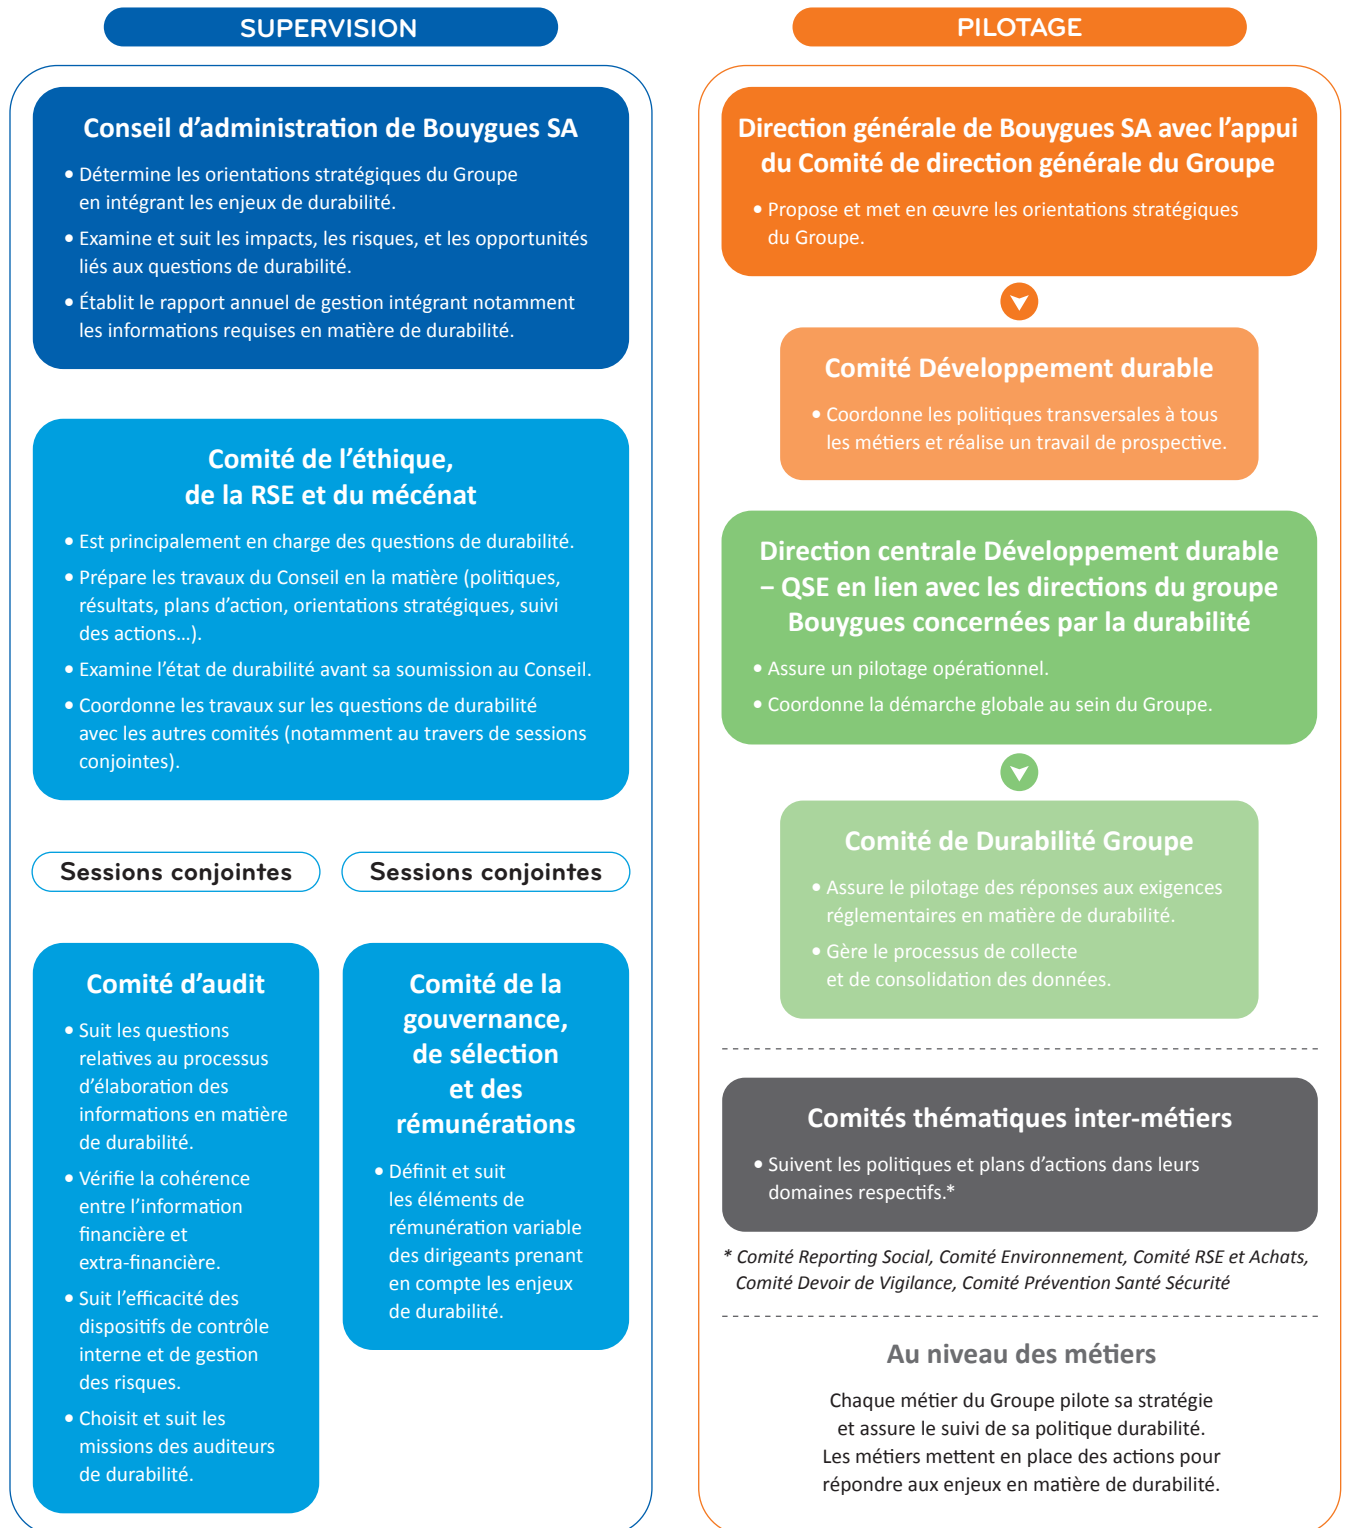 SUPERVISION
Conseil d'administration de Bouygues SA
• Détermine les orientations stratégiques du Groupe
en intégrant les enjeux de durabilité.
• Examine et suit les impacts, les risques, et les opportunités
liés aux questions de durabilité.
• Établit le rapport annuel de gestion intégrant notamment
les informations requises en matière de durabilité.
Comité de l'éthique,
de la RSE et du mécénat
• Est principalement en charge des questions de durabilité.
• Prépare les travaux du Conseil en la matière (politiques,
résultats, plans d'action, orientations stratégiques, suivi
des actions…).
• Examine l'état de durabilité avant sa soumission au Conseil.
• Coordonne les travaux sur les questions de durabilité
avec les autres comités (notamment au travers de sessions
conjointes).
Sessions conjointes
Comité d'audit
• Suit les questions
relatives au processus
d'élaboration des
informations en matière
de durabilité.
• Vérifie la cohérence
entre l'information
financière et
extra-financière.
• Suit l'efficacité des
dispositifs de contrôle
interne et de gestion
des risques.
• Choisit et suit les
missions des auditeurs
de durabilité.
Sessions conjointes
Comité de la
gouvernance,
de sélection
et des
rémunérations
• Définit et suit
les éléments de
rémunération variable
des dirigeants prenant
en compte les enjeux
de durabilité.
PILOTAGE
Direction générale de Bouygues SA avec l'appui
du Comité de direction générale du Groupe
• Propose et met en œuvre les orientations stratégiques
du Groupe.
Comité Développement durable
• Coordonne les politiques transversales à tous
les métiers et réalise un travail de prospective.
Direction centrale Développement durable
– QSE en lien avec les directions du groupe
Bouygues concernées par la durabilité
• Assure un pilotage opérationnel.
• Coordonne la démarche globale au sein du Groupe.
Comité de Durabilité Groupe
• Assure le pilotage des réponses aux exigences
réglementaires en matière de durabilité.
• Gère le processus de collecte
et de consolidation des données.
Comités thématiques inter-métiers
• Suivent les politiques et plans d'actions dans leurs
domaines respectifs.*
* Comité Reporting Social, Comité Environnement, Comité RSE et Achats,
Comité Devoir de Vigilance, Comité Prévention Santé Sécurité
Au niveau des métiers
Chaque métier du Groupe pilote sa stratégie
et assure le suivi de sa politique durabilité.
Les métiers mettent en place des actions pour
répondre aux enjeux en matière de durabilité.